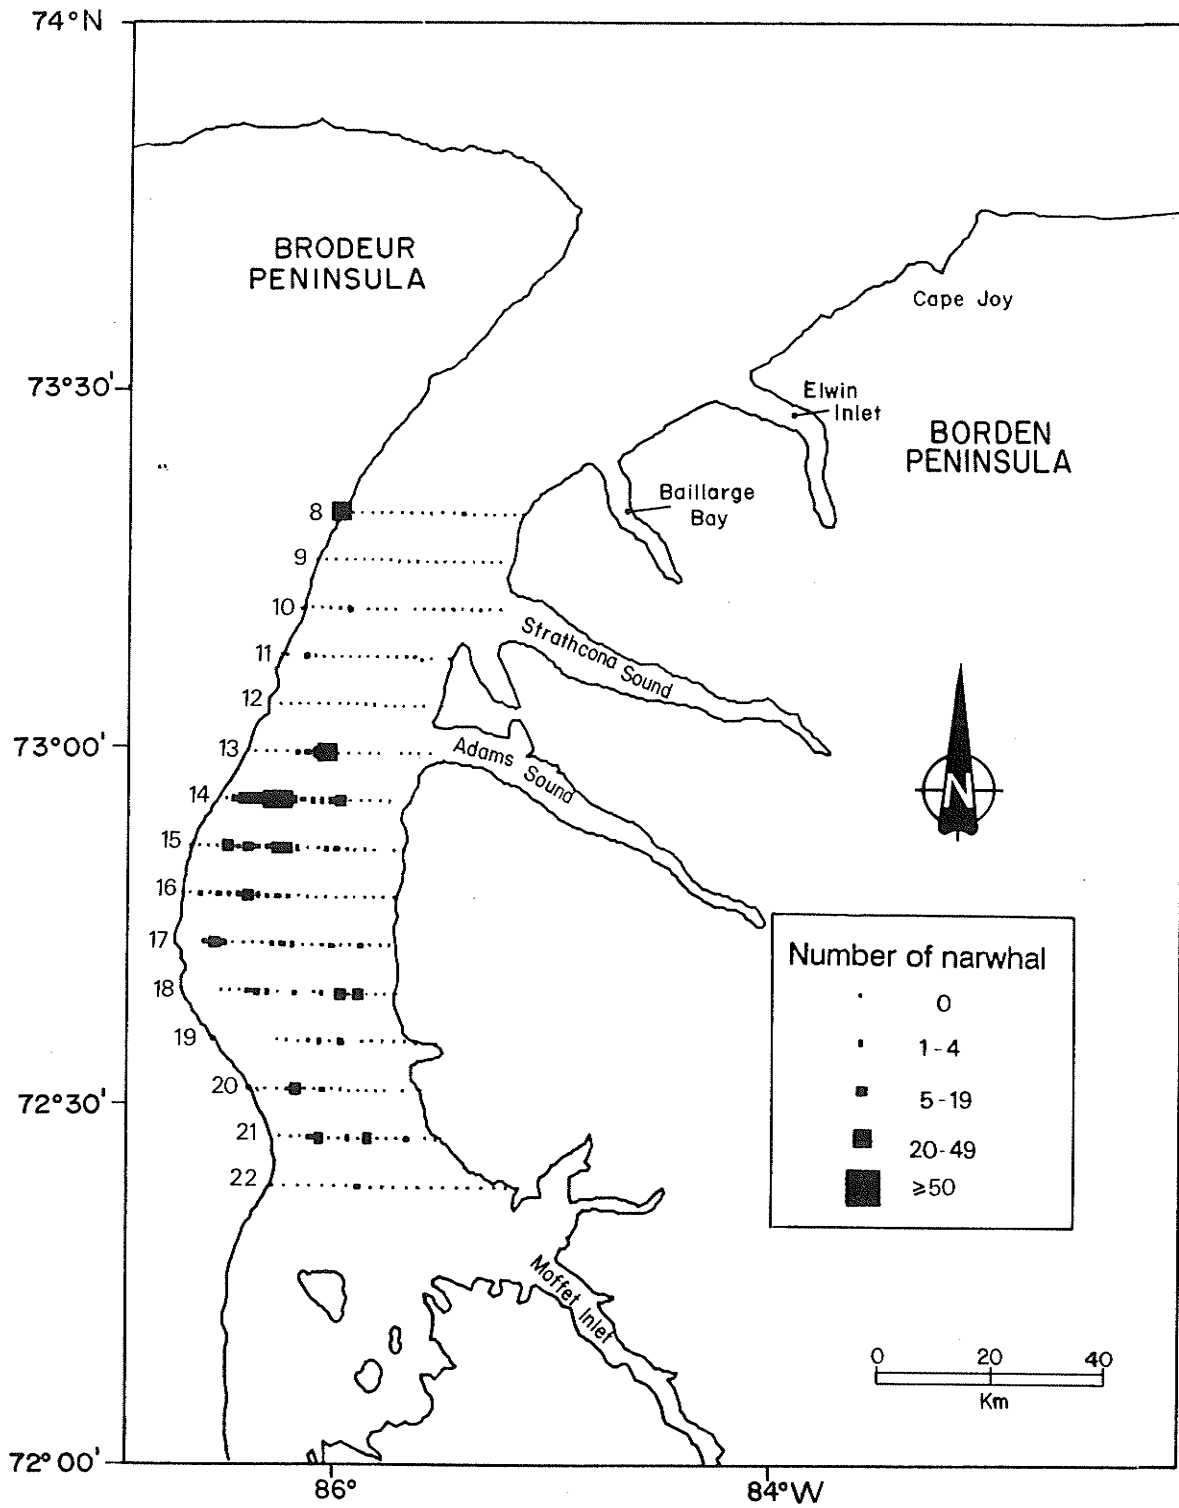 74°N
BRODEUR
PENINSULA
Cape Joy
73°30'
Elwin
Inlet
BORDEN
PENINSULA
Baillarge
Bay
8
9
10
Strathcona Sound
11
12
73°00'
13
Adams Sound
14
N
15
16
17
18
19
20
72°30'
21
22
Number of narwhal
0
1-4
5-19
20-49
≥50
Moffet Inlet
0 20 40
Km
72°00'
86°
84°W